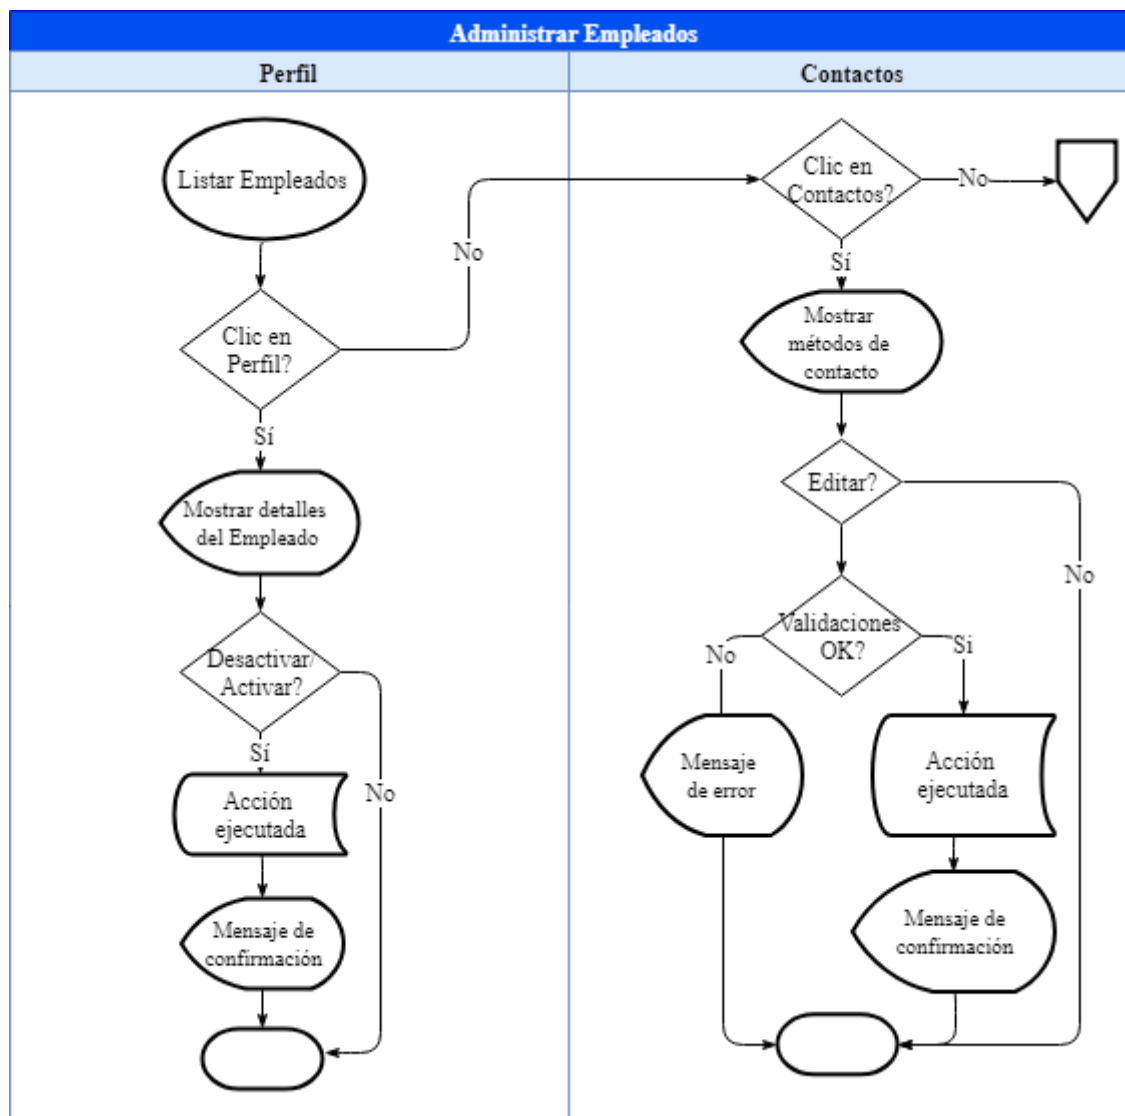 Administrar Empleados
Perfil
Contactos
Listar Empleados
Clic en
Perfil?
No
Sí
Mostrar detalles
del Empleado
Desactivar/
Activar?
Sí
No
Acción
ejecutada
Mensaje de
confirmación
Clic en
Contactos?
No
Sí
Mostrar
métodos de
contacto
Editar?
No
Validaciones
OK?
No
Si
Mensaje
de error
Acción
ejecutada
Mensaje de
confirmación